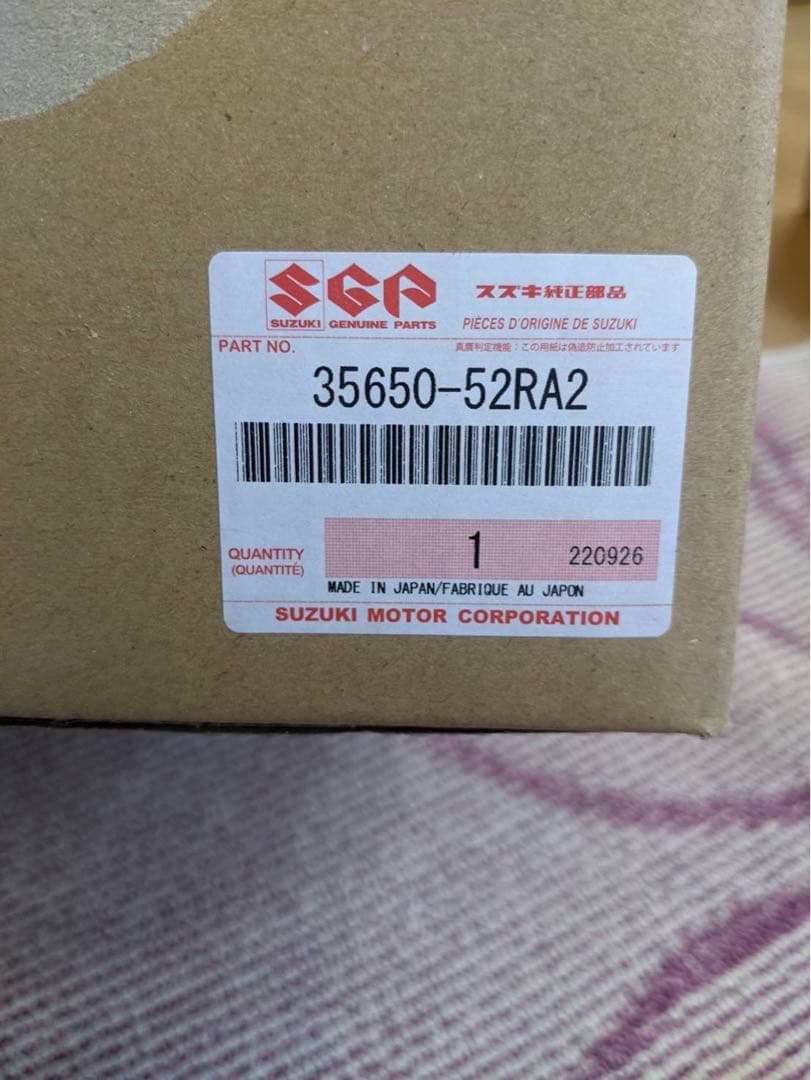 SGP スズキ純正部品
SUZUKI GENUINE PARTS PIÈCES D'ORIGINE DE SUZUKI
PART NO. 真贋判定機能：この用紙は偽造防止加工されています
35650-52RA2
QUANTITY 1 220926
(QUANTITÉ)
MADE IN JAPAN/FABRIQUE AU JAPON
SUZUKI MOTOR CORPORATION